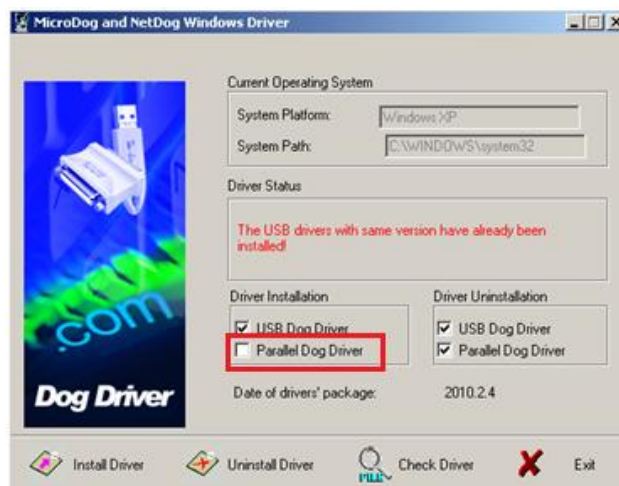 MicroDog and NetDog Windows Driver
Current Operating System
System Platform: Windows XP
System Path: C:\WINDOWS\system32
Driver Status
The USB drivers with same version have already been
installed!
Driver Installation
USB Dog Driver
Parallel Dog Driver
Driver Uninstallation
USB Dog Driver
Parallel Dog Driver
Date of drivers' package: 2010.2.4
.com
Dog Driver
Install Driver
Uninstall Driver
FILE
Check Driver
Exit